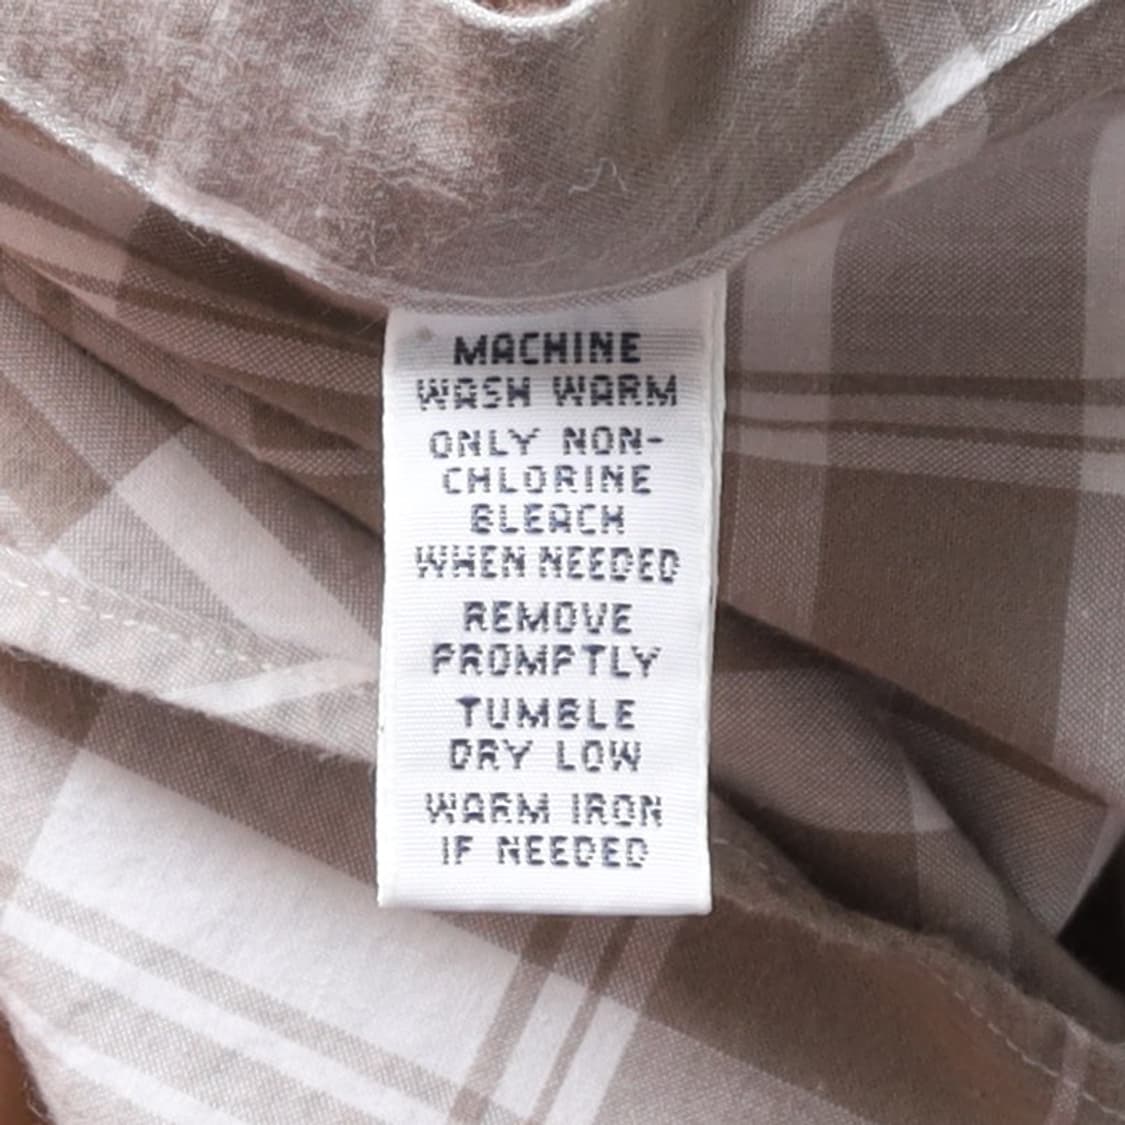 MACHINE
WASH WARM
ONLY NON-
CHLORINE
BLEACH
WHEN NEEDED
REMOVE
PROMPTLY
TUMBLE
DRY LOW
WARM IRON
IF NEEDED